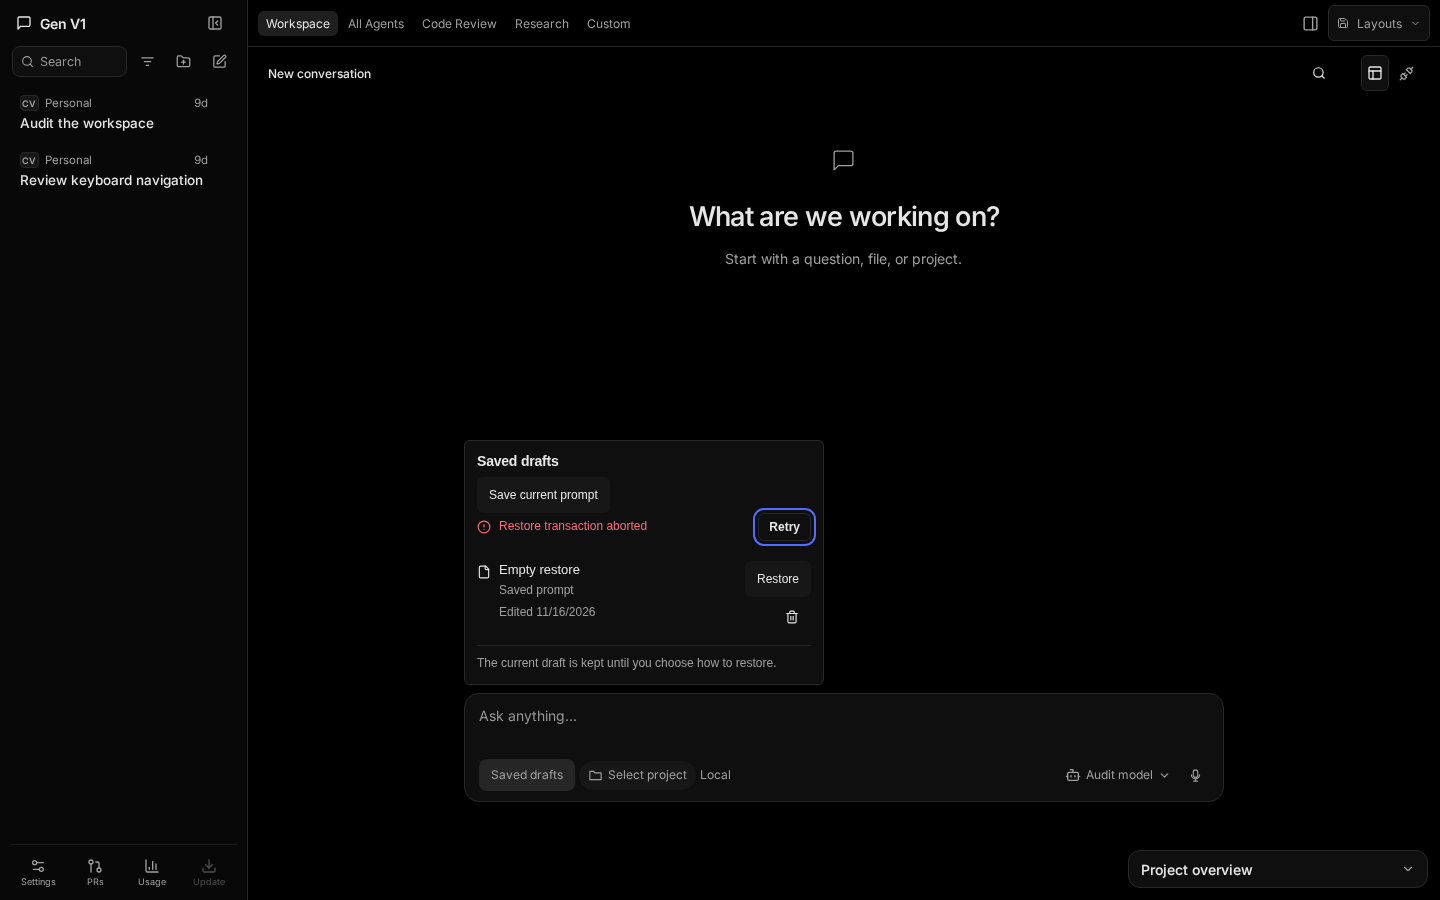 Gen V1
Search
CV Personal 9d
Audit the workspace
CV Personal 9d
Review keyboard navigation
Settings PRs Usage Update
Workspace All Agents Code Review Research Custom
Layouts
New conversation
What are we working on?
Start with a question, file, or project.
Saved drafts
Save current prompt
Restore transaction aborted Retry
Empty restore Restore
Saved prompt
Edited 11/16/2026
The current draft is kept until you choose how to restore.
Ask anything...
Saved drafts Select project Local Audit model
Project overview